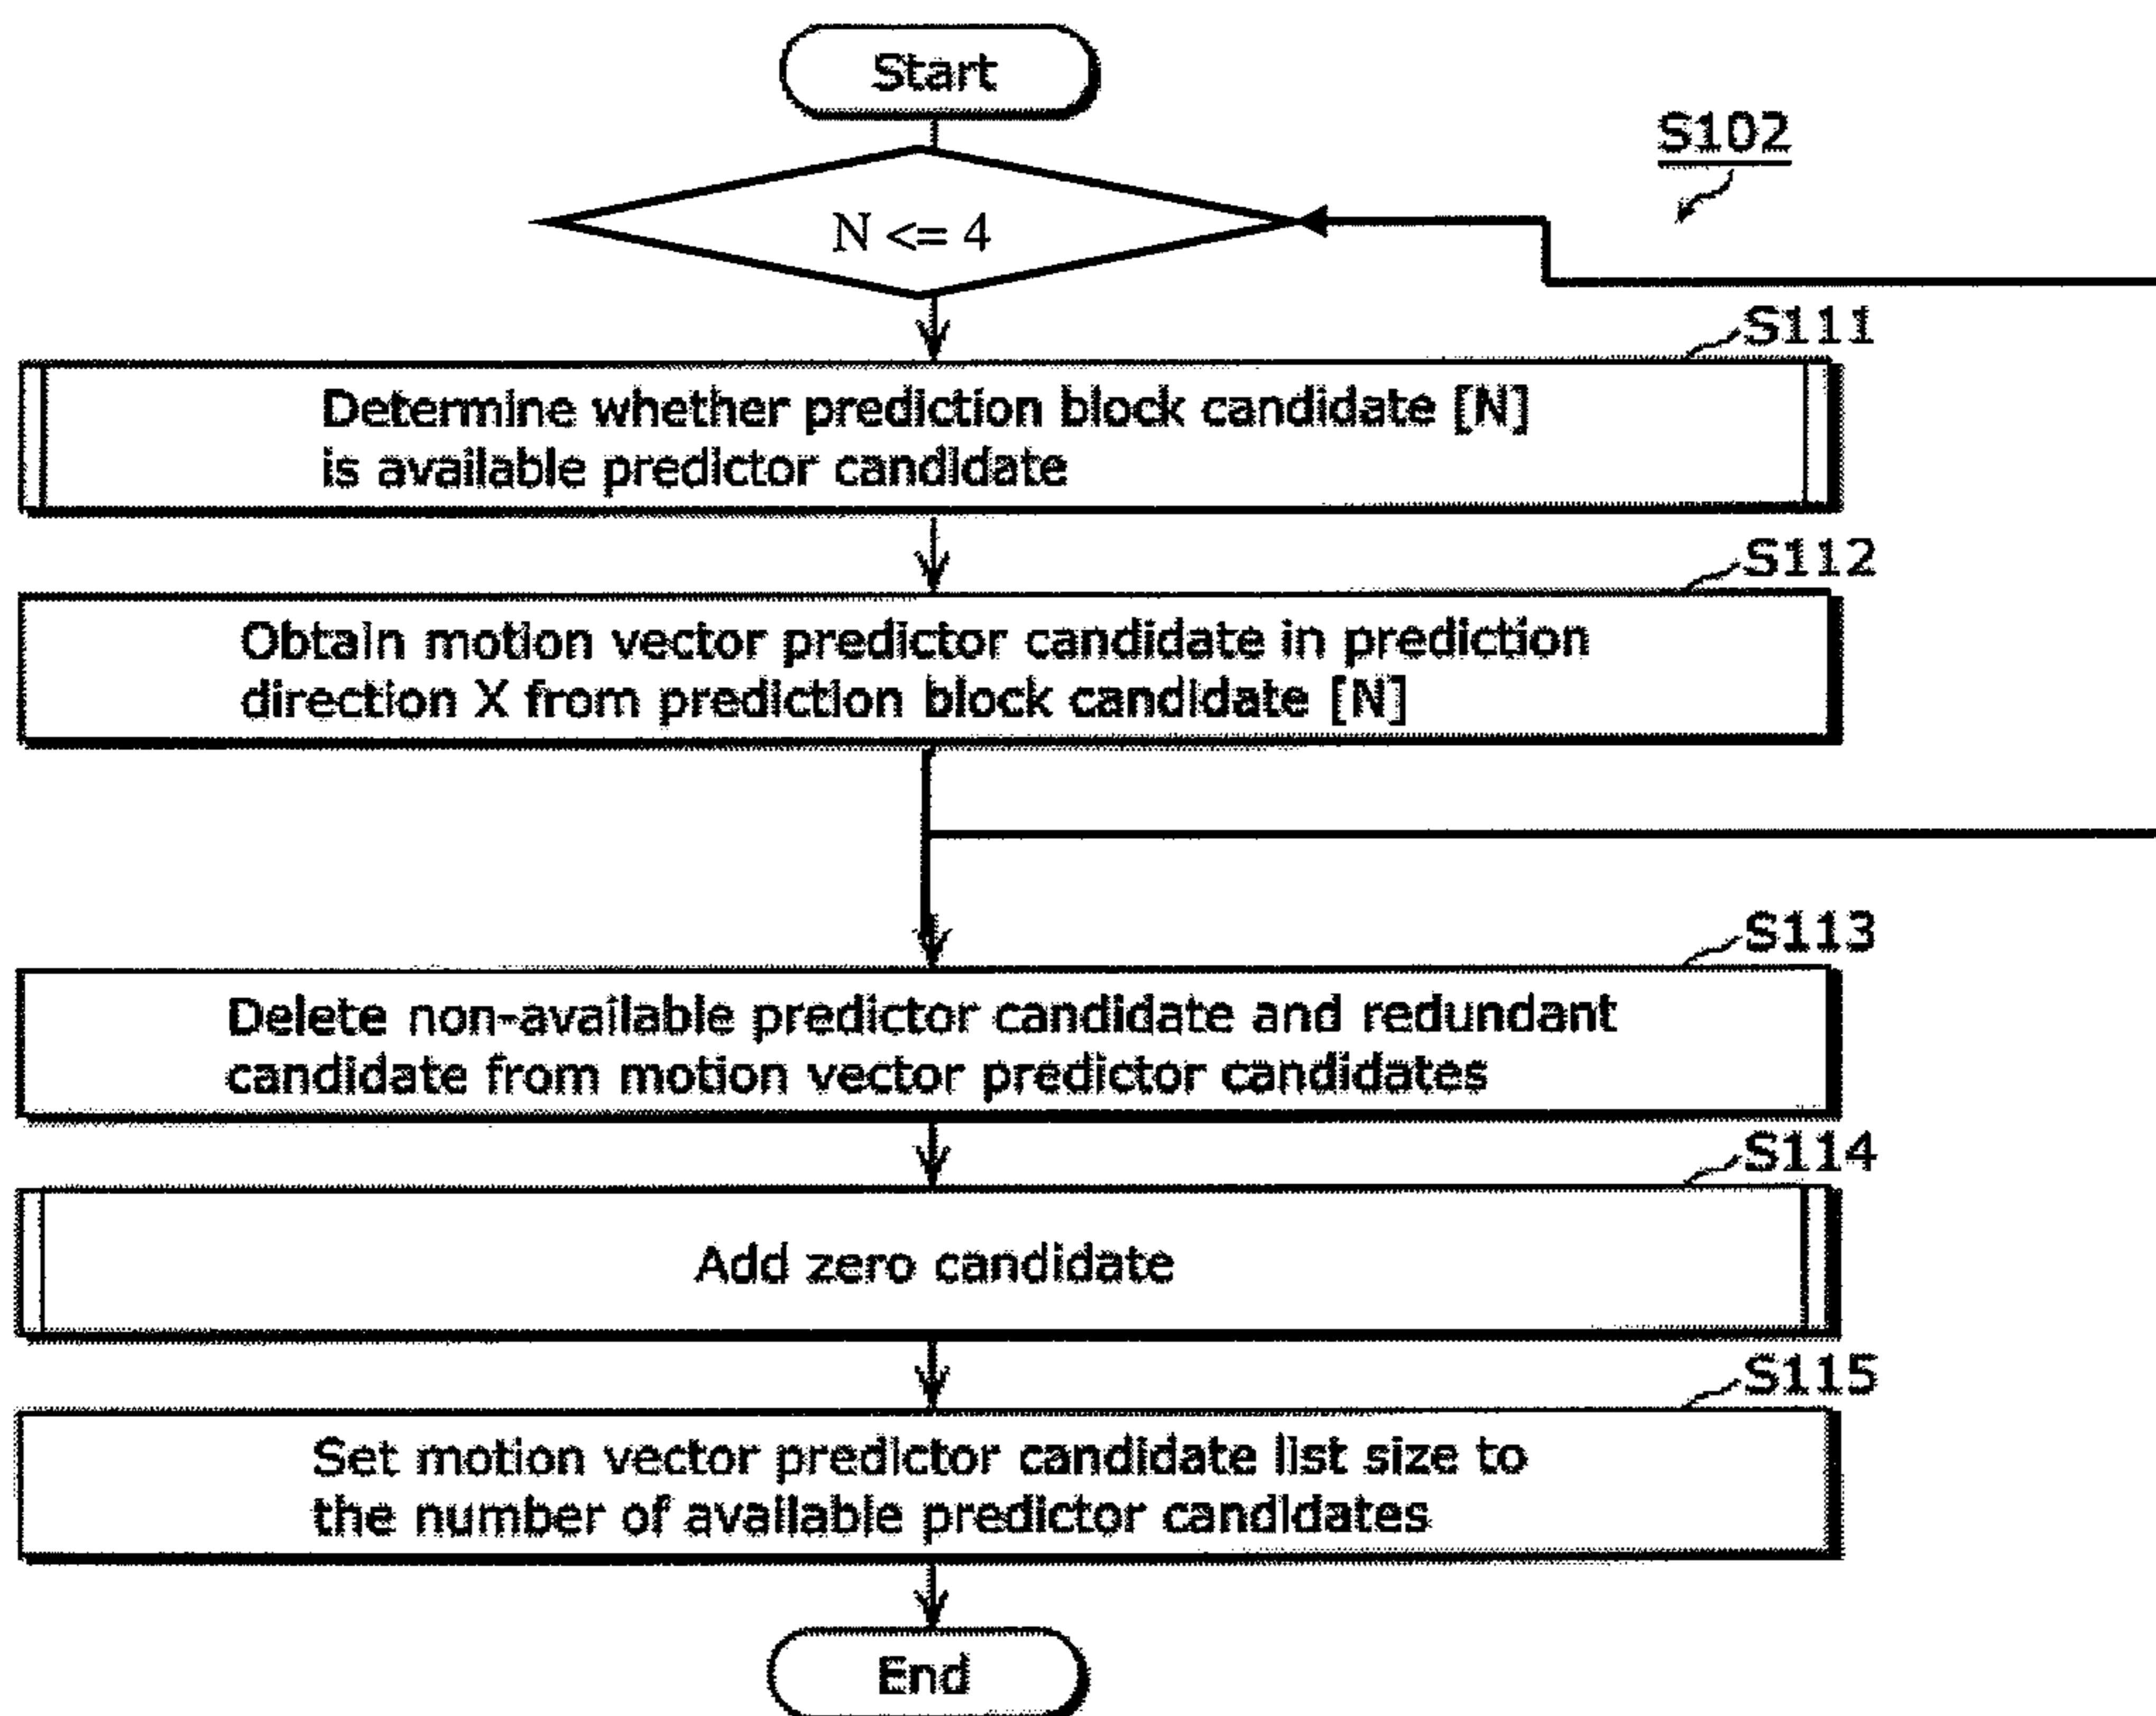 Start
S102
N <= 4
S111
Determine whether prediction block candidate [N]
is available predictor candidate
S112
Obtain motion vector predictor candidate in prediction
direction X from prediction block candidate [N]
S113
Delete non-available predictor candidate and redundant
candidate from motion vector predictor candidates
S114
Add zero candidate
S115
Set motion vector predictor candidate list size to
the number of available predictor candidates
End